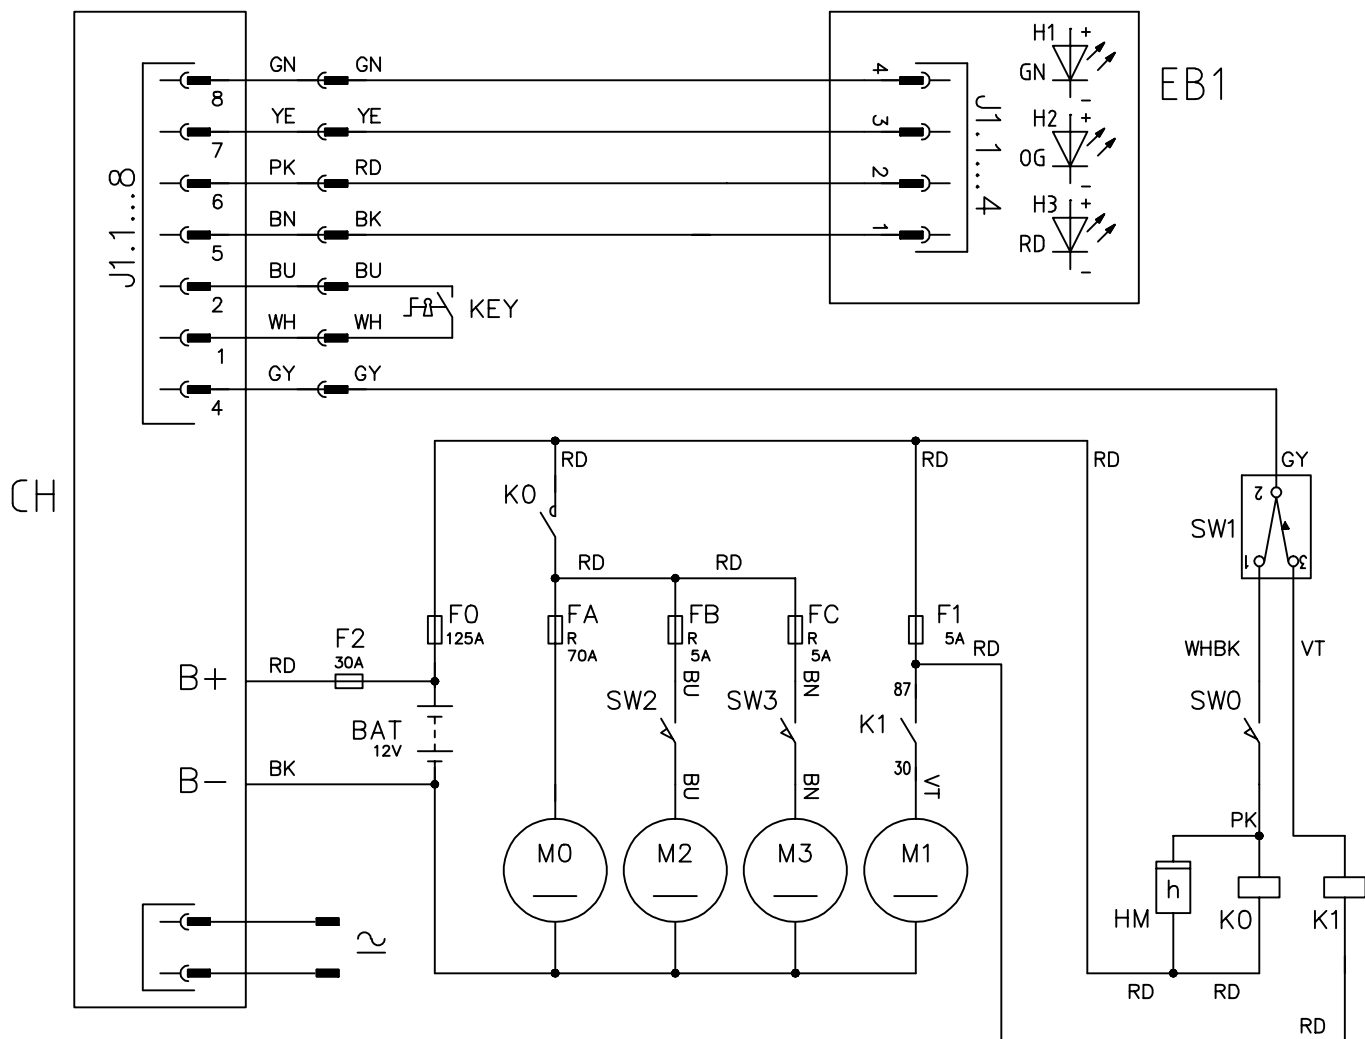 H1 +
GN GN 4 GN
8 - EB1
YE YE 3 H2 +
7 J1.1...4
PK RD 2 OG
6 -
J1.1...8
BN BK 1 H3 +
5 RD
BU BU -
2 KEY
WH WH
1
GY GY
4
RD RD RD GY
CH K0 2
SW1
RD RD 1 3
F0 FA FB FC F1
125A R R R 5A
F2 70A 5A 5A RD WHBK VT
30A
B+ RD BU BN 87
SW2 SW3 K1 SW0
BAT
12V
B- BK BU BN 30 VT
PK
M0 M2 M3 M1
h
HM K0 K1
RD RD
RD